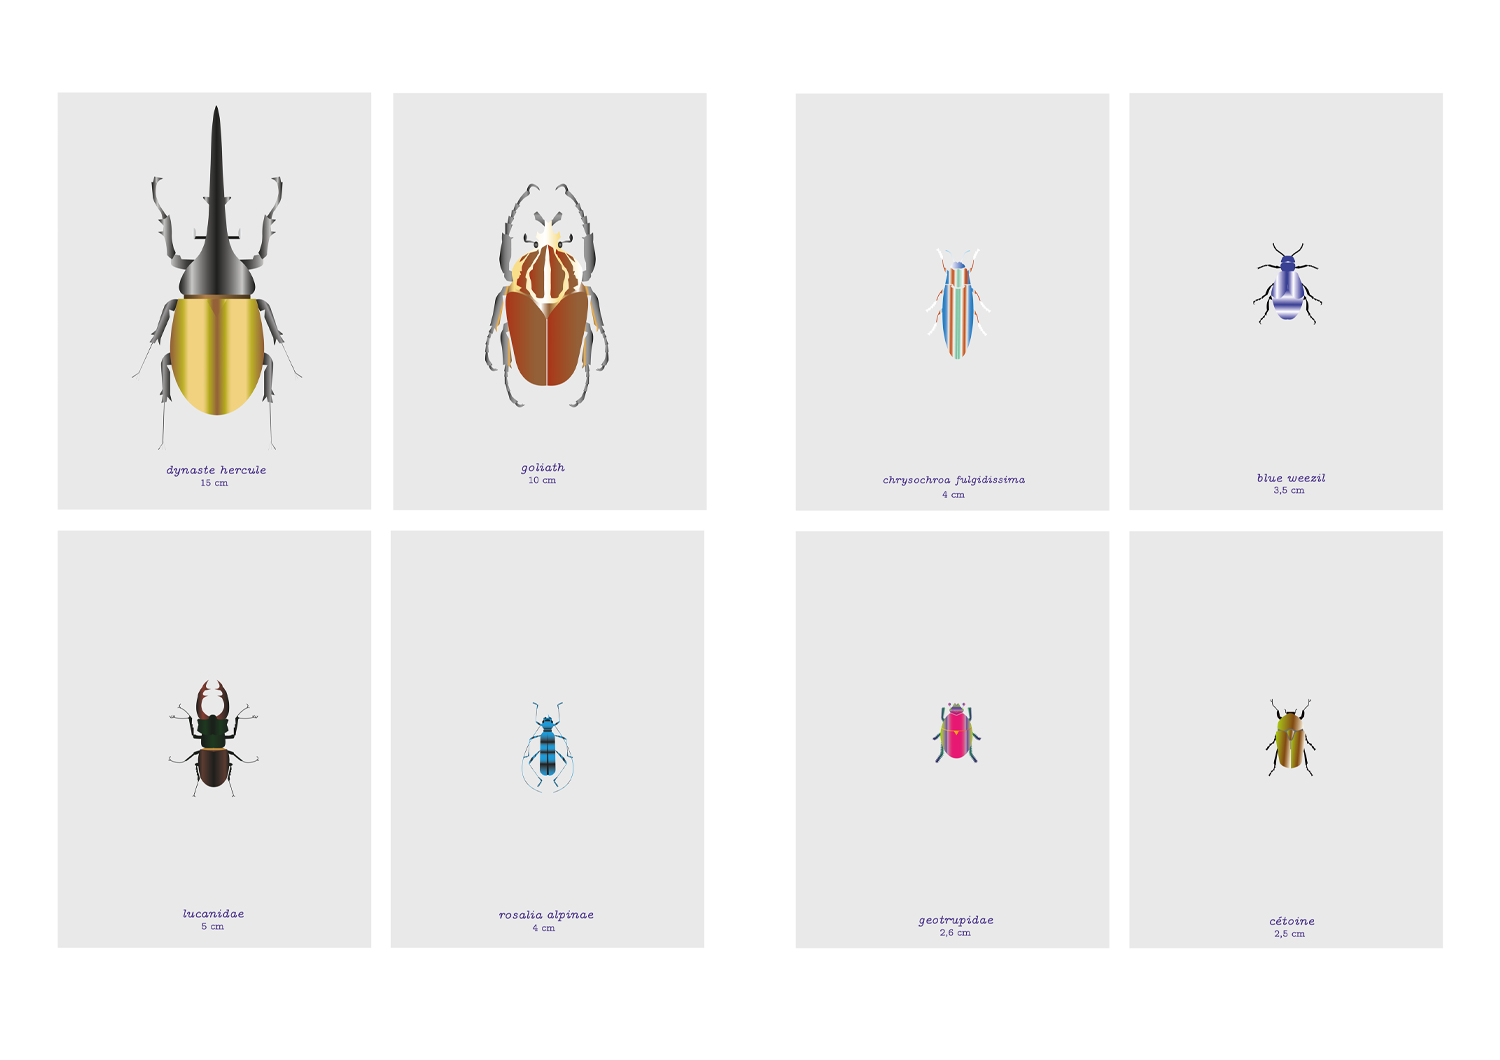 dynaste hercule
15 cm
goliath
10 cm
chrysochroa fulgidissima
4 cm
blue weezil
3,5 cm
lucanidae
5 cm
rosalia alpinae
4 cm
geotrupidae
2,6 cm
cétoine
2,5 cm